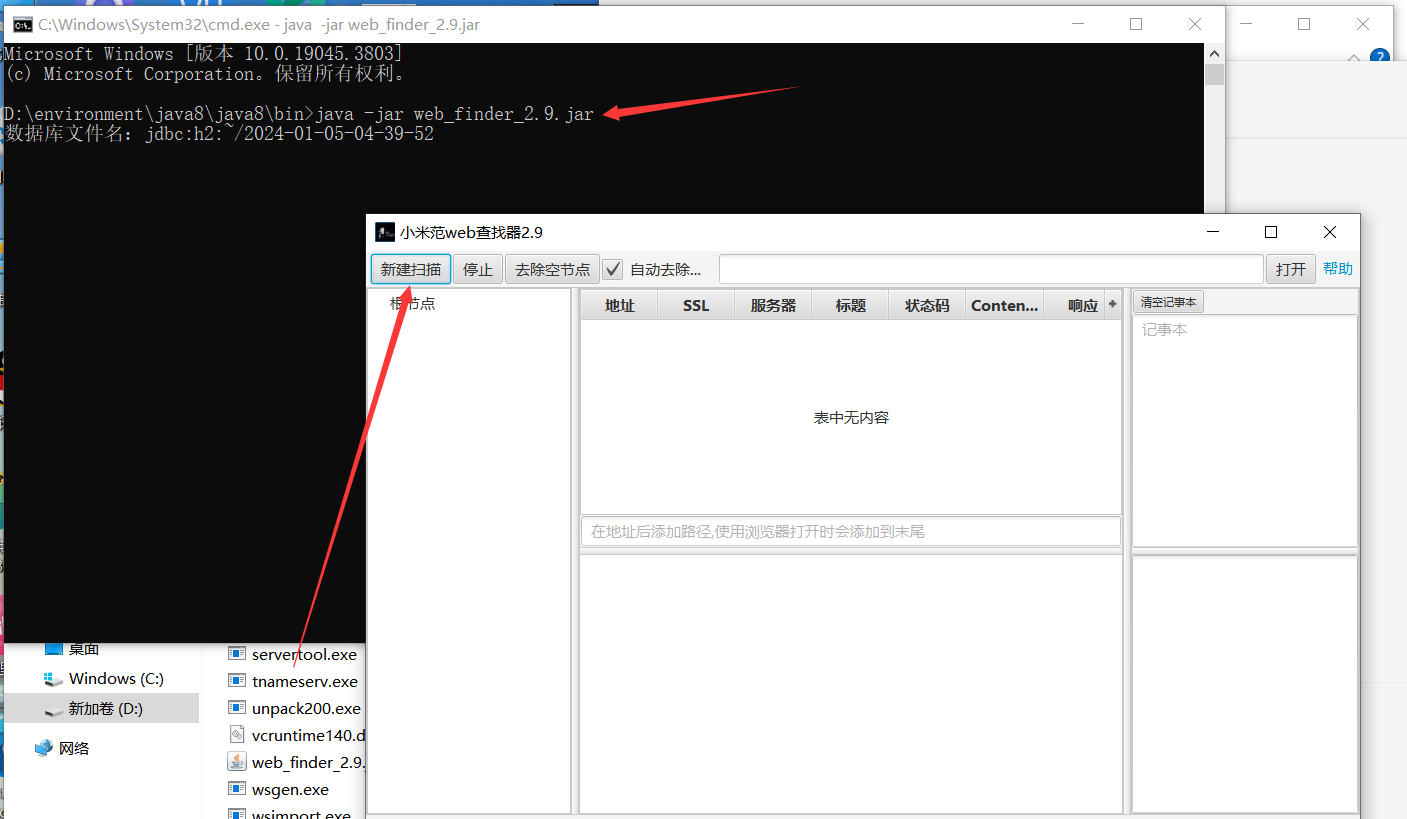 C:\Windows\System32\cmd.exe - java  -jar web_finder_2.9.jar
Microsoft Windows [版本 10.0.19045.3803]
(c) Microsoft Corporation。保留所有权利。
D:\environment\java8\java8\bin>java -jar web_finder_2.9.jar
数据库文件名：jdbc:h2:~/2024-01-05-04-39-52
小米范web查找器2.9
新建扫描 停止 去除空节点 自动去除... 打开 帮助
根节点
地址 SSL 服务器 标题 状态码 Conten... 响应 +
清空记事本
记事本
表中无内容
在地址后添加路径,使用浏览器打开时会添加到末尾
桌面
Windows (C:)
新加卷 (D:)
网络
servertool.exe
tnameserv.exe
unpack200.exe
vcruntime140.d
web_finder_2.9.
wsgen.exe
wsimport.exe